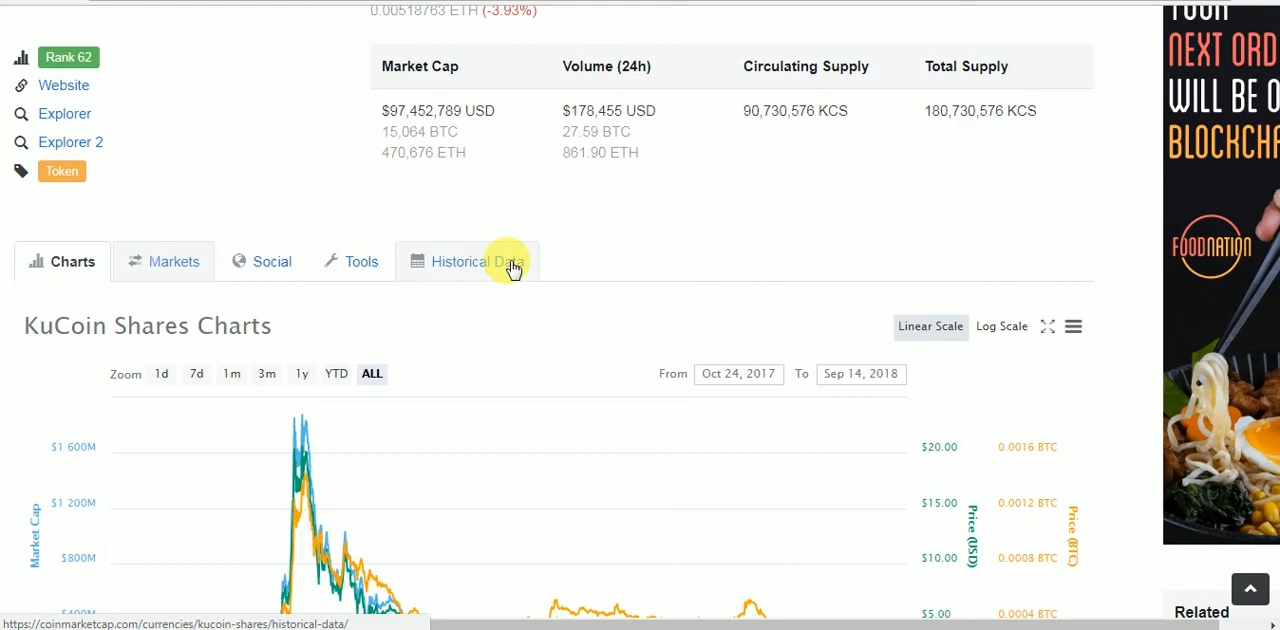 0.00518763 ETH (-3.93%)
Rank 62
Website
Explorer
Explorer 2
Token
Market Cap Volume (24h) Circulating Supply Total Supply
$97,452,789 USD $178,455 USD 90,730,576 KCS 180,730,576 KCS
15,064 BTC 27.59 BTC
470,676 ETH 861.90 ETH
Charts Markets Social Tools Historical Data
KuCoin Shares Charts
Linear Scale Log Scale
Zoom 1d 7d 1m 3m 1y YTD ALL From Oct 24, 2017 To Sep 14, 2018
$1 600M $20.00 0.0016 BTC
$1 200M $15.00 0.0012 BTC
$800M $10.00 0.0008 BTC
$400M $5.00 0.0004 BTC
Market Cap
Price (USD)
Price (BTC)
https://coinmarketcap.com/currencies/kucoin-shares/historical-data/
YOUR
NEXT ORD
WILL BE O
BLOCKCHA
FOODNATION
Related